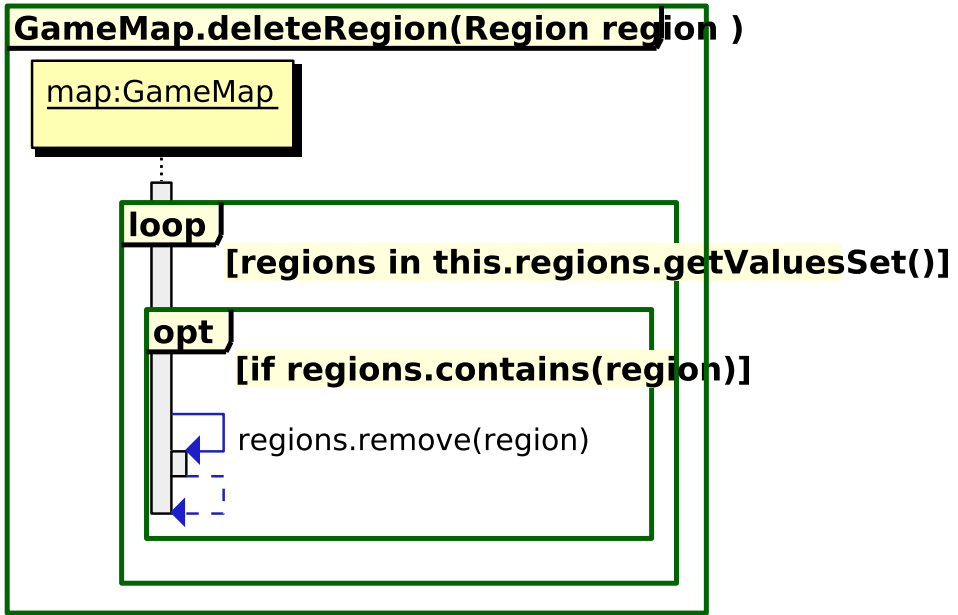 GameMap.deleteRegion(Region region )
map:GameMap
loop
[regions in this.regions.getValuesSet()]
opt
[if regions.contains(region)]
regions.remove(region)